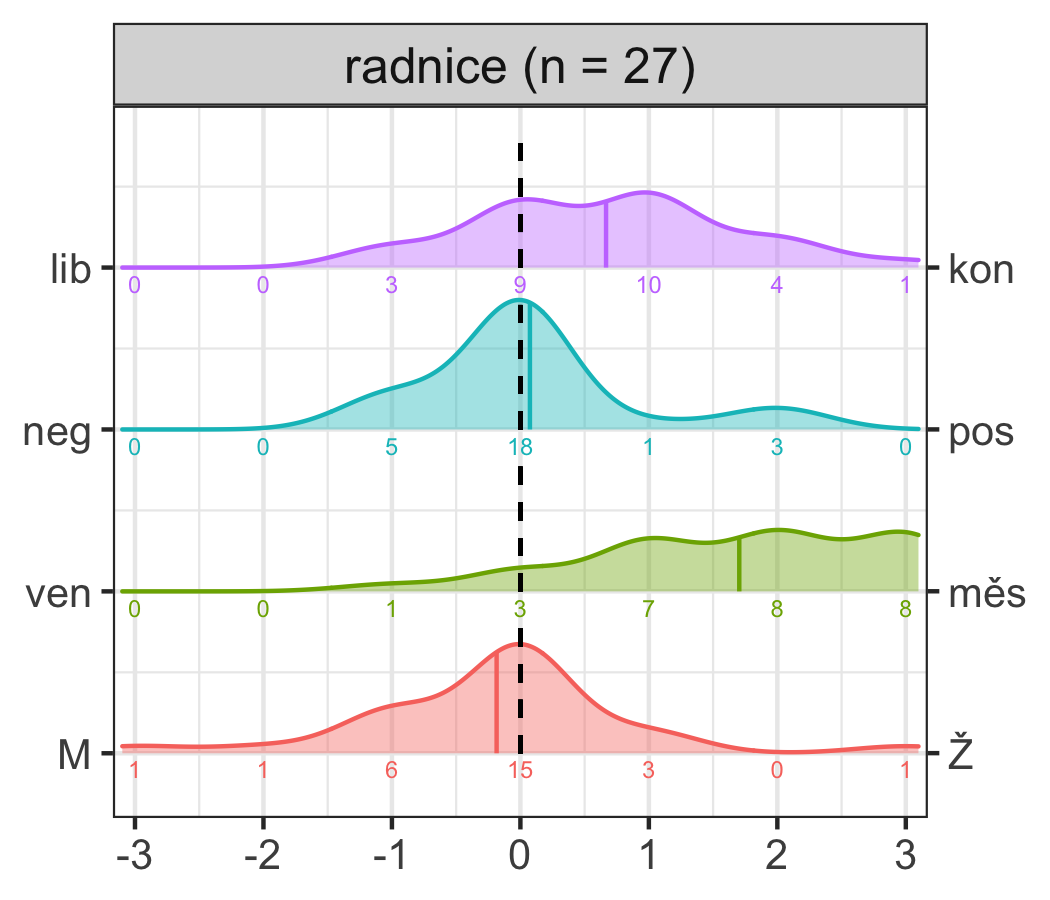 radnice (n = 27)
lib kon
0 0 3 9 10 4 1
neg pos
0 0 5 18 1 3 0
ven měs
0 0 1 3 7 8 8
M Ž
1 1 6 15 3 0 1
-3 -2 -1 0 1 2 3